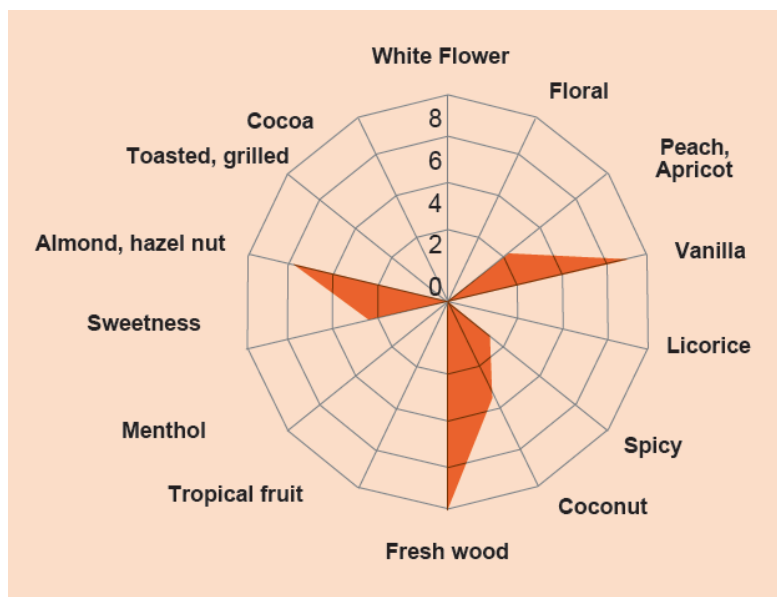 White Flower
Floral
Peach,
Apricot
Vanilla
Licorice
Spicy
Coconut
Fresh wood
Tropical fruit
Menthol
Sweetness
Almond, hazel nut
Toasted, grilled
Cocoa
8
6
4
2
0